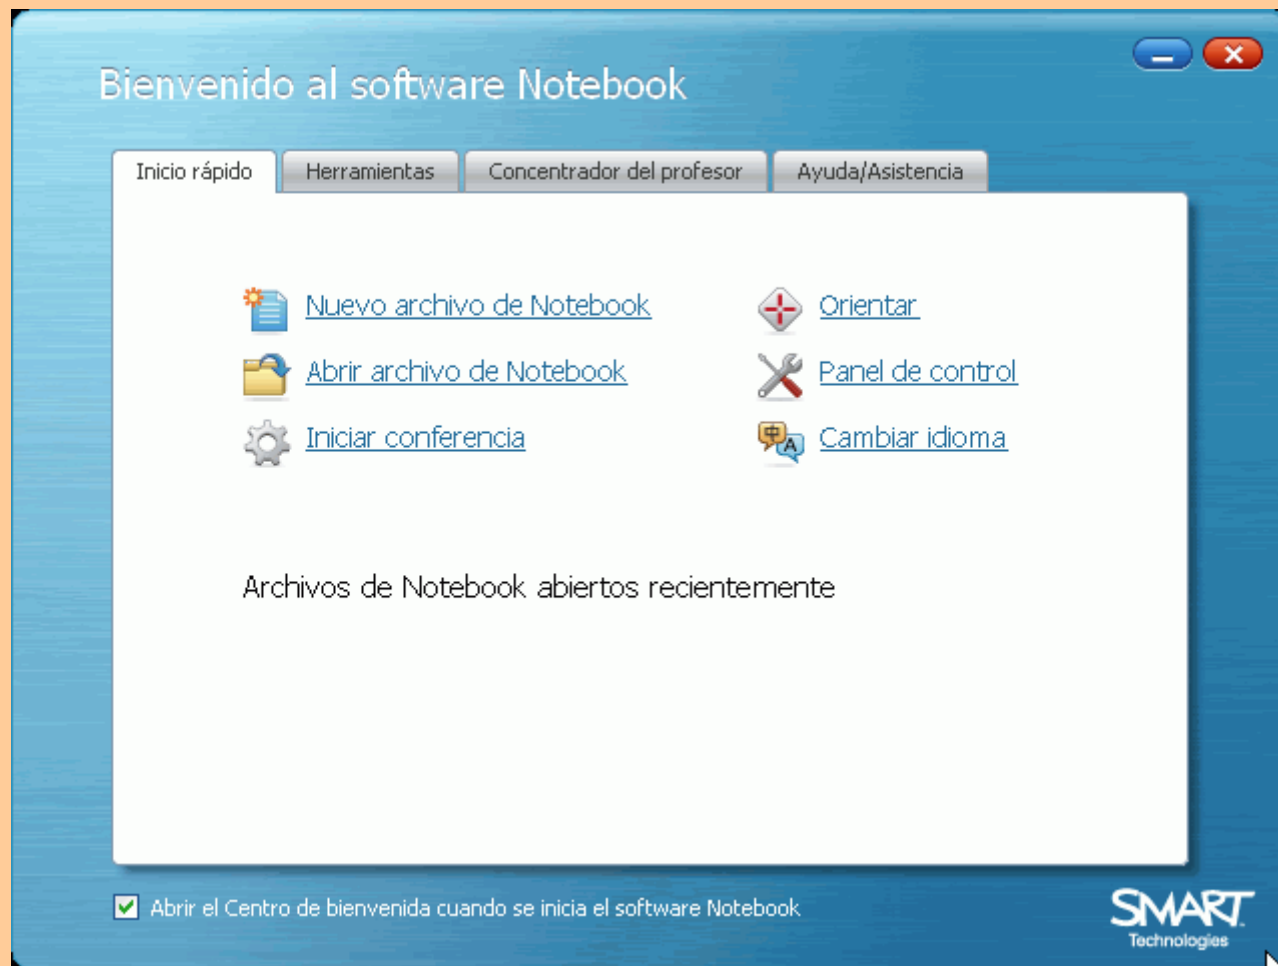 Bienvenido al software Notebook
Inicio rápido
Herramientas
Concentrador del profesor
Ayuda/Asistencia
Nuevo archivo de Notebook
Orientar
Abrir archivo de Notebook
Panel de control
Iniciar conferencia
中 A
Cambiar idioma
Archivos de Notebook abiertos recientemente
Abrir el Centro de bienvenida cuando se inicia el software Notebook
SMART
Technologies